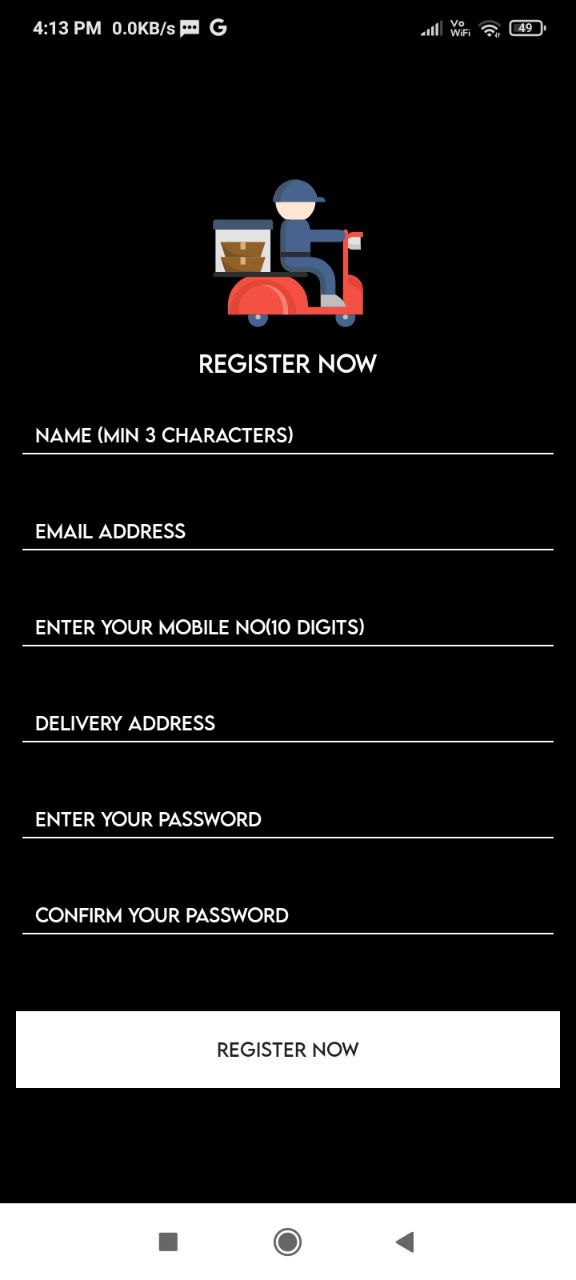 4:13 PM 0.0KB/s G Vo WiFi 49
REGISTER NOW
NAME (MIN 3 CHARACTERS)
EMAIL ADDRESS
ENTER YOUR MOBILE NO(10 DIGITS)
DELIVERY ADDRESS
ENTER YOUR PASSWORD
CONFIRM YOUR PASSWORD
REGISTER NOW